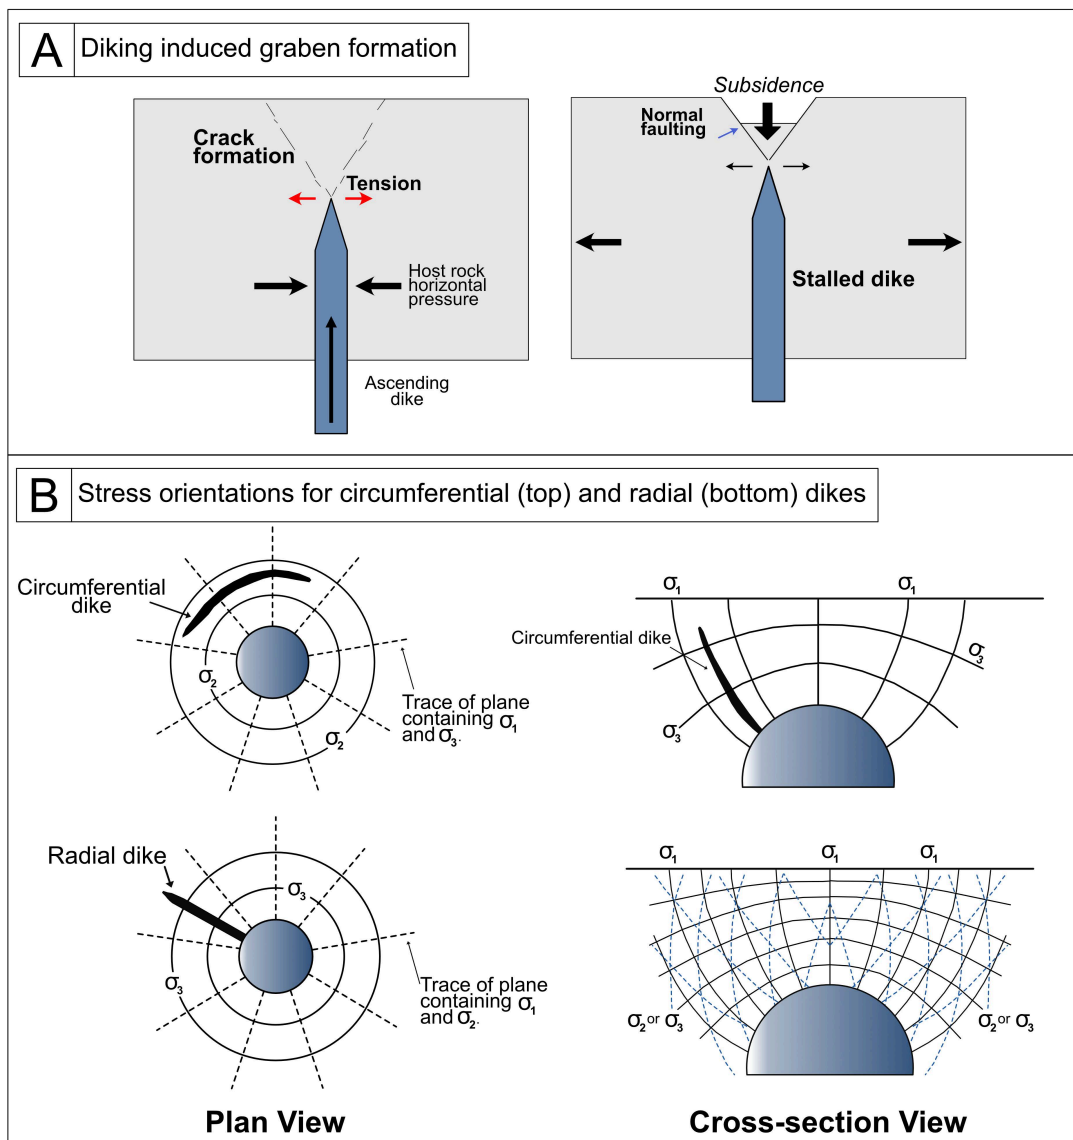 A
Diking induced graben formation
Crack
formation
Tension
Host rock
horizontal
pressure
Ascending
dike
Subsidence
Normal
faulting
Stalled dike
B
Stress orientations for circumferential (top) and radial (bottom) dikes
Circumferential
dike
σ₂
σ₂
Trace of plane
containing σ₁
and σ₃.
σ₁
σ₁
Circumferential dike
σ₃
σ₃
Radial dike
σ₃
σ₃
Trace of plane
containing σ₁
and σ₂.
σ₁
σ₁
σ₁
σ₂ or σ₃
σ₂ or σ₃
Plan View
Cross-section View